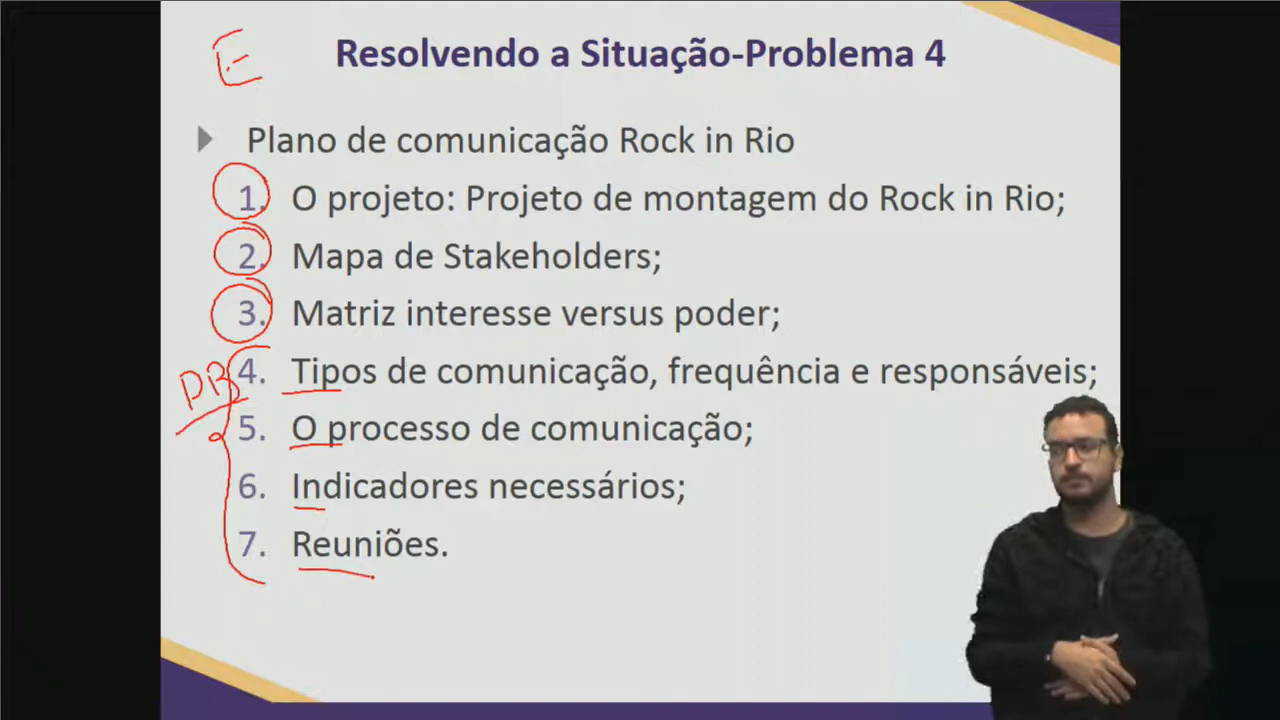 E
Resolvendo a Situação-Problema 4
Plano de comunicação Rock in Rio
1. O projeto: Projeto de montagem do Rock in Rio;
2. Mapa de Stakeholders;
3. Matriz interesse versus poder;
4. Tipos de comunicação, frequência e responsáveis;
5. O processo de comunicação;
6. Indicadores necessários;
7. Reuniões.